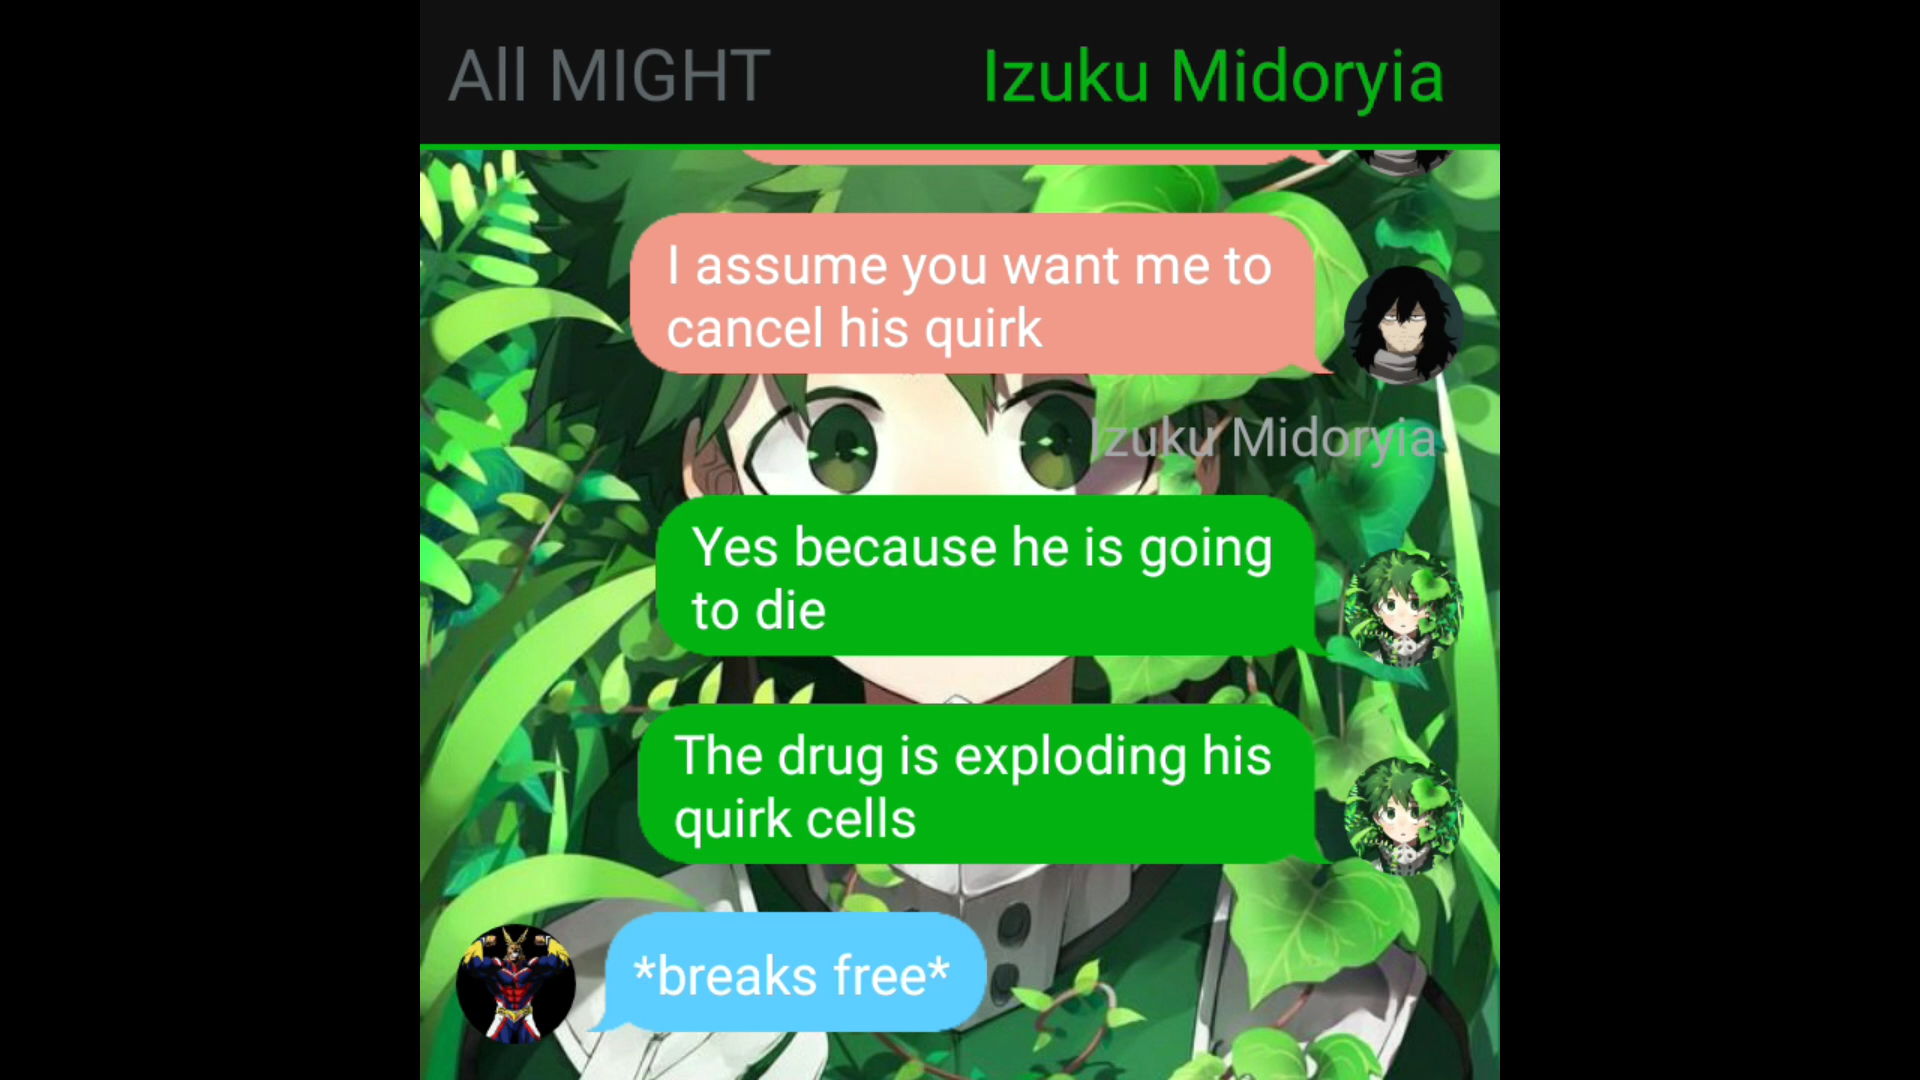 All MIGHT
Izuku Midoryia
I assume you want me to
cancel his quirk
Izuku Midoryia
Yes because he is going
to die
The drug is exploding his
quirk cells
*breaks free*